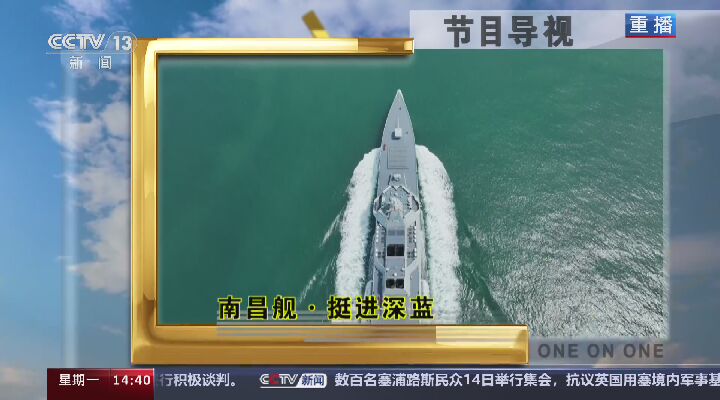 CCTV 13
新闻
节目导视
重播
南昌舰·挺进深蓝
ONE ON ONE
星期一 14:40 行积极谈判。 CCTV新闻 数百名塞浦路斯民众14日举行集会，抗议英国用塞境内军事基